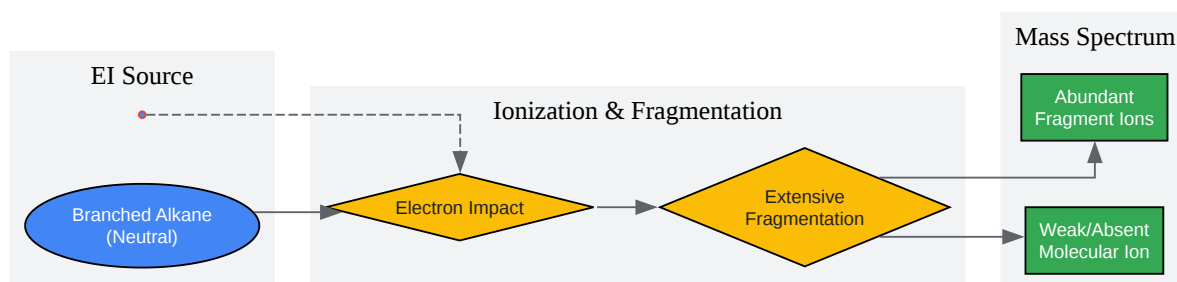 EI Source
Branched Alkane
(Neutral)
Ionization & Fragmentation
Electron Impact
Extensive
Fragmentation
Mass Spectrum
Abundant
Fragment Ions
Weak/Absent
Molecular Ion